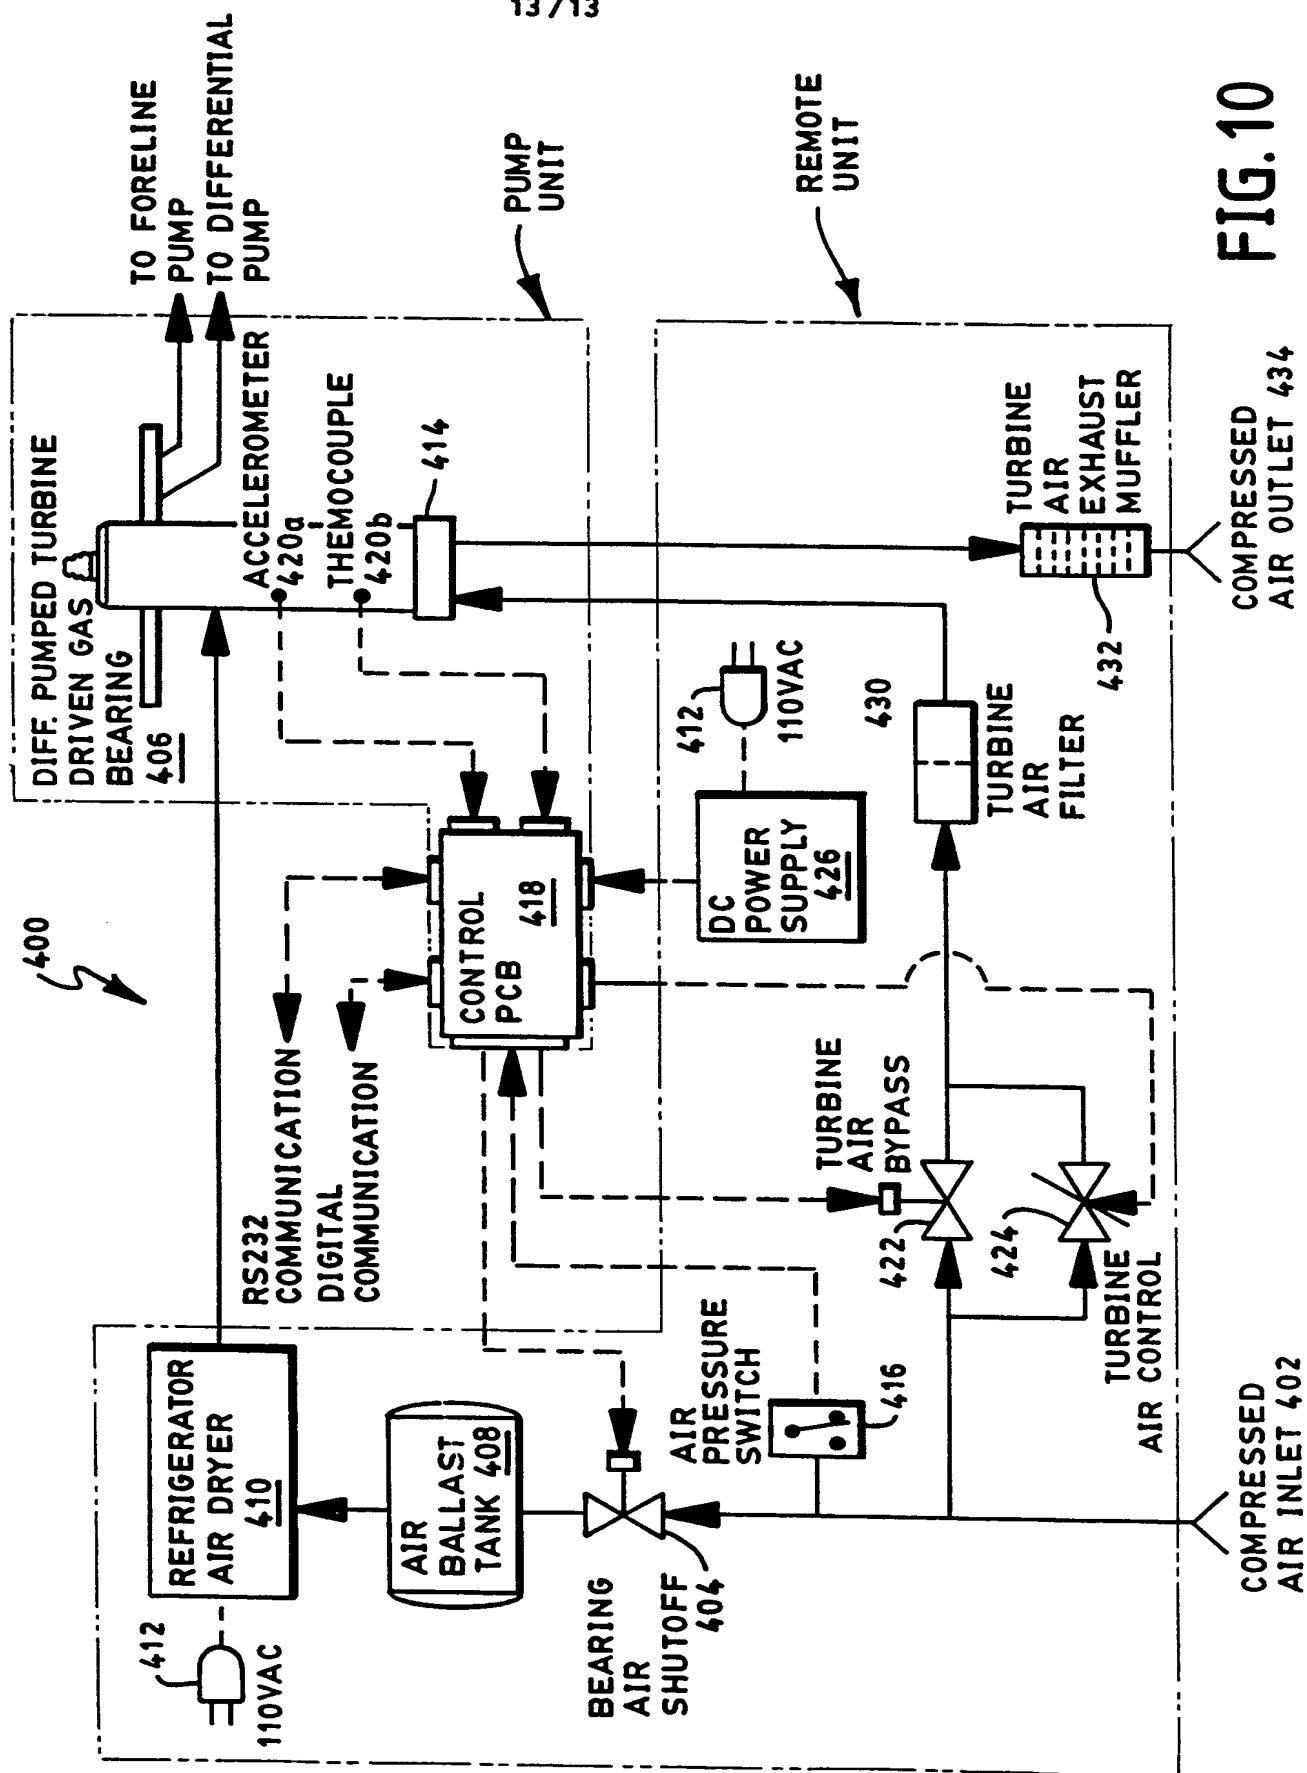 13/13
400
DIFF. PUMPED TURBINE
DRIVEN GAS
BEARING
406
TO FORELINE
PUMP
TO DIFFERENTIAL
PUMP
ACCELEROMETER
420a
THEMOCOUPLE
420b
414
PUMP
UNIT
REMOTE
UNIT
RS232
COMMUNICATION
DIGITAL
COMMUNICATION
CONTROL
PCB
418
412
110VAC
REFRIGERATOR
AIR DRYER
410
AIR
BALLAST
TANK 408
BEARING
AIR
SHUTOFF
404
AIR
PRESSURE
SWITCH
416
TURBINE
AIR
BYPASS
422
424
TURBINE
AIR CONTROL
DC
POWER
SUPPLY
426
412
110VAC
430
TURBINE
AIR
FILTER
432
TURBINE
AIR
EXHAUST
MUFFLER
COMPRESSED
AIR INLET 402
COMPRESSED
AIR OUTLET 434
FIG.10